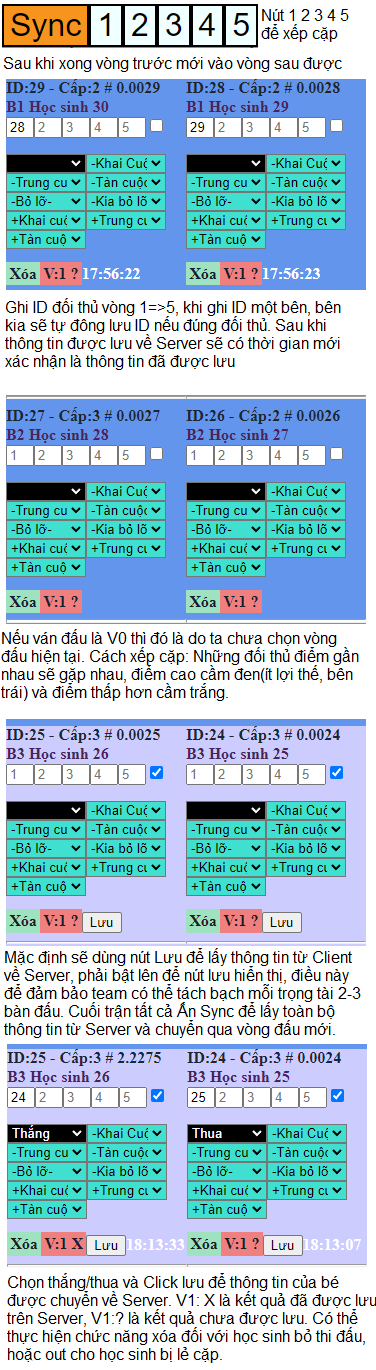 Sync 1 2 3 4 5 Nút 1 2 3 4 5
để xếp cặp
Sau khi xong vòng trước mới vào vòng sau được
ID:29 - Cấp:2 # 0.0029 ID:28 - Cấp:2 # 0.0028
B1 Học sinh 30 B1 Học sinh 29
28 2 3 4 5 29 2 3 4 5
-Khai Cuộ -Khai Cuộ
-Trung cu -Tàn cuộc -Trung cu -Tàn cuộc
-Bỏ lỡ- -Kia bỏ lỡ -Bỏ lỡ- -Kia bỏ lỡ
+Khai cuộ +Trung cu +Khai cuộ +Trung cu
+Tàn cuộ +Tàn cuộ
Xóa V:1 ? 17:56:22 Xóa V:1 ? 17:56:23
Ghi ID đối thủ vòng 1=>5, khi ghi ID một bên, bên
kia sẽ tự đông lưu ID nếu đúng đối thủ. Sau khi
thông tin được lưu về Server sẽ có thời gian mới
xác nhận là thông tin đã được lưu
ID:27 - Cấp:3 # 0.0027 ID:26 - Cấp:2 # 0.0026
B2 Học sinh 28 B2 Học sinh 27
1 2 3 4 5 1 2 3 4 5
-Khai Cuộ -Khai Cuộ
-Trung cu -Tàn cuộc -Trung cu -Tàn cuộc
-Bỏ lỡ- -Kia bỏ lỡ -Bỏ lỡ- -Kia bỏ lỡ
+Khai cuộ +Trung cu +Khai cuộ +Trung cu
+Tàn cuộ +Tàn cuộ
Xóa V:1 ? Xóa V:1 ?
Nếu ván đấu là V0 thì đó là do ta chưa chọn vòng
đấu hiện tại. Cách xếp cặp: Những đối thủ điểm gần
nhau sẽ gặp nhau, điểm cao cầm đen(ít lợi thế, bên
trái) và điểm thấp hơn cầm trắng.
ID:25 - Cấp:3 # 0.0025 ID:24 - Cấp:3 # 0.0024
B3 Học sinh 26 B3 Học sinh 25
1 2 3 4 5 1 2 3 4 5
-Khai Cuộ -Khai Cuộ
-Trung cu -Tàn cuộc -Trung cu -Tàn cuộc
-Bỏ lỡ- -Kia bỏ lỡ -Bỏ lỡ- -Kia bỏ lỡ
+Khai cuộ +Trung cu +Khai cuộ +Trung cu
+Tàn cuộ +Tàn cuộ
Xóa V:1 ? Lưu Xóa V:1 ? Lưu
Mặc định sẽ dùng nút Lưu để lấy thông tin từ Client
về Server, phải bật lên để nút lưu hiển thị, điều này
để đảm bảo team có thể tách bạch mỗi trọng tài 2-3
bàn đấu. Cuối trận tất cả Ấn Sync để lấy toàn bộ
thông tin từ Server và chuyển qua vòng đấu mới.
ID:25 - Cấp:3 # 2.2275 ID:24 - Cấp:3 # 0.0024
B3 Học sinh 26 B3 Học sinh 25
24 2 3 4 5 25 2 3 4 5
Thắng -Khai Cuộ Thua -Khai Cuộ
-Trung cu -Tàn cuộc -Trung cu -Tàn cuộc
-Bỏ lỡ- -Kia bỏ lỡ -Bỏ lỡ- -Kia bỏ lỡ
+Khai cuộ +Trung cu +Khai cuộ +Trung cu
+Tàn cuộ +Tàn cuộ
Xóa V:1 X Lưu 18:13:33 Xóa V:1 ? Lưu 18:13:07
Chọn thắng/thua và Click lưu để thông tin của bé
được chuyển về Server. V1: X là kết quả đã được lưu
trên Server, V1:? là kết quả chưa được lưu. Có thể
thực hiện chức năng xóa đối với học sinh bỏ thi đấu,
hoặc out cho học sinh bị lẻ cặp.